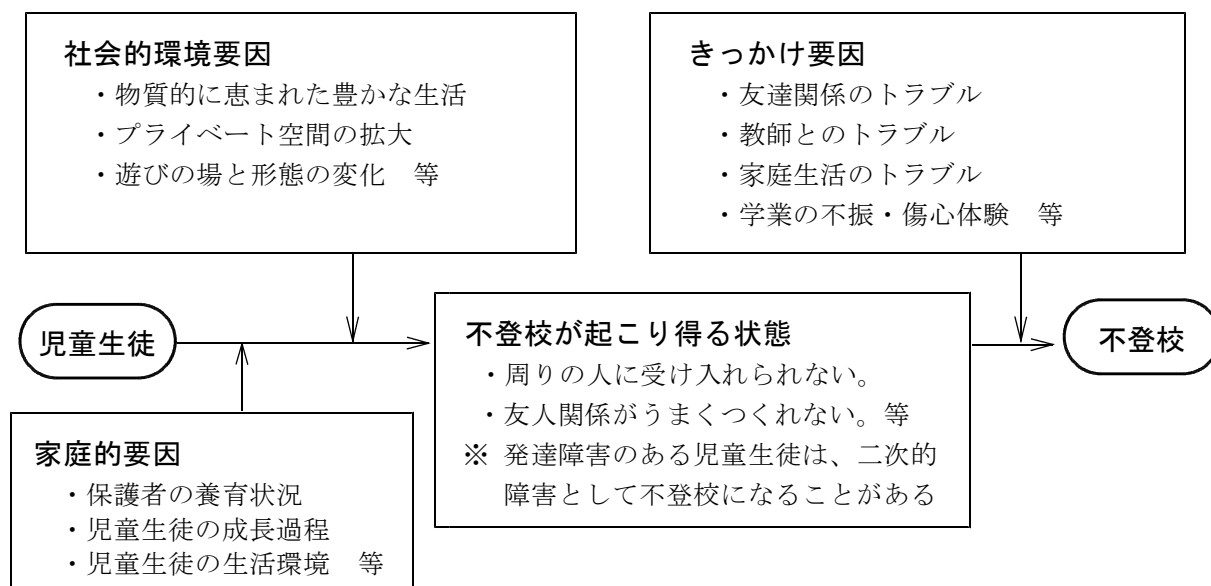 社会的環境要因
・物質的に恵まれた豊かな生活
・プライベート空間の拡大
・遊びの場と形態の変化　等
きっかけ要因
・友達関係のトラブル
・教師とのトラブル
・家庭生活のトラブル
・学業の不振・傷心体験　等
児童生徒
不登校が起こり得る状態
・周りの人に受け入れられない。
・友人関係がうまくつくれない。等
※ 発達障害のある児童生徒は、二次的
障害として不登校になることがある
不登校
家庭的要因
・保護者の養育状況
・児童生徒の成長過程
・児童生徒の生活環境　等